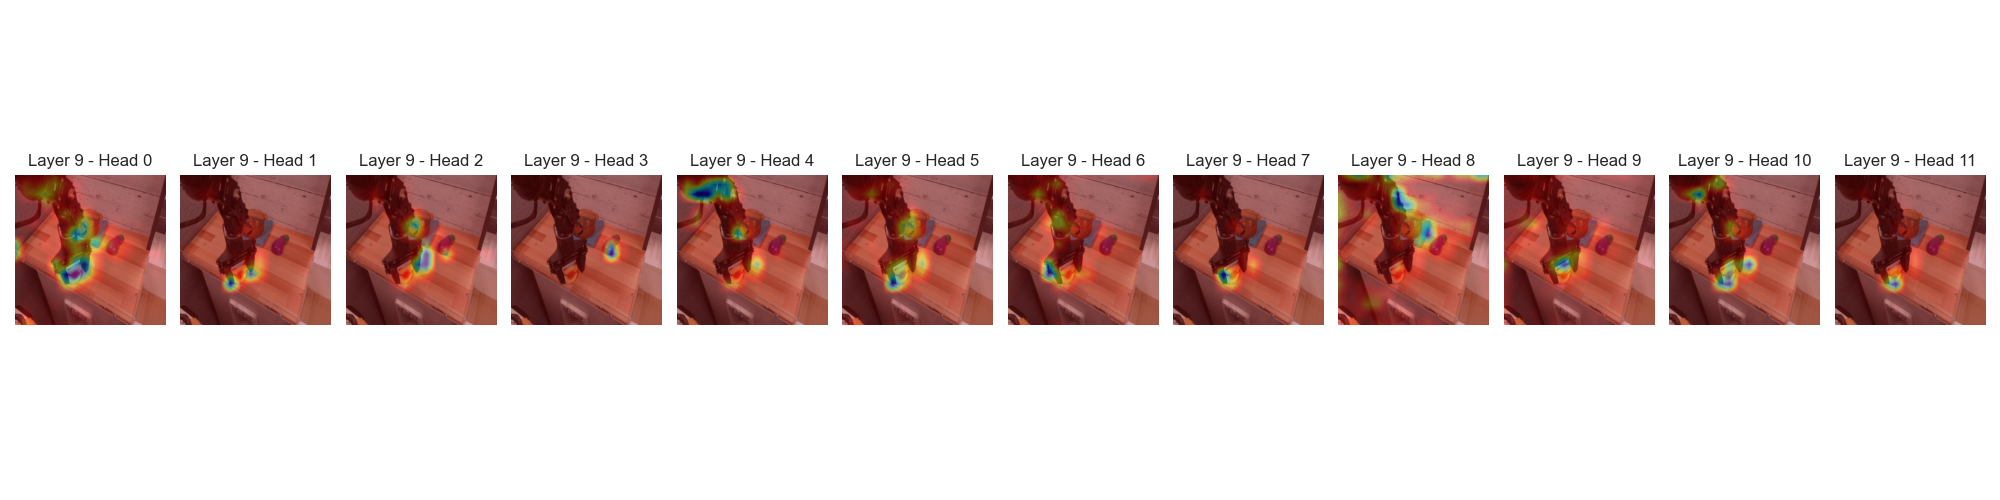 Layer 9 - Head 0
Layer 9 - Head 1
Layer 9 - Head 2
Layer 9 - Head 3
Layer 9 - Head 4
Layer 9 - Head 5
Layer 9 - Head 6
Layer 9 - Head 7
Layer 9 - Head 8
Layer 9 - Head 9
Layer 9 - Head 10
Layer 9 - Head 11